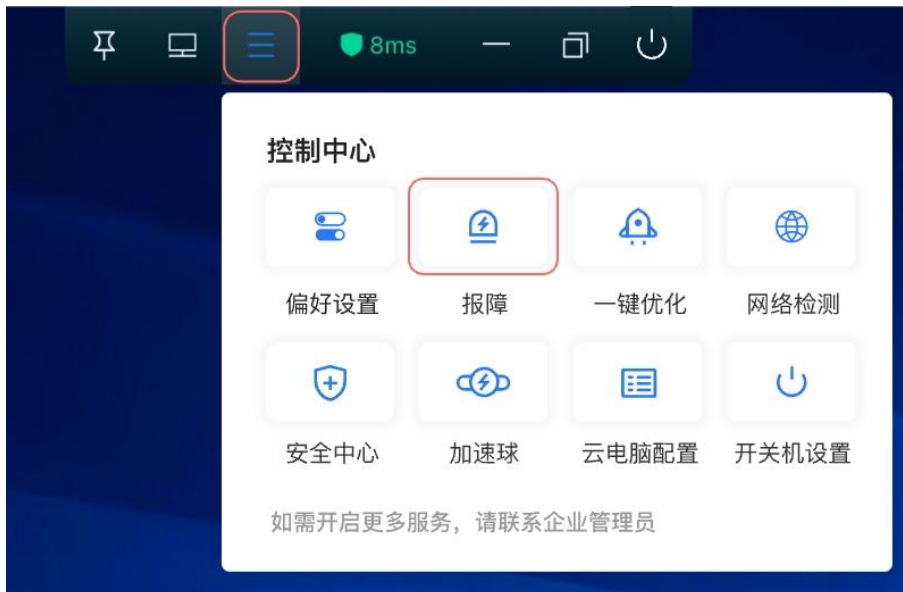 8ms
控制中心
偏好设置 报障 一键优化 网络检测
安全中心 加速球 云电脑配置 开关机设置
如需开启更多服务，请联系企业管理员